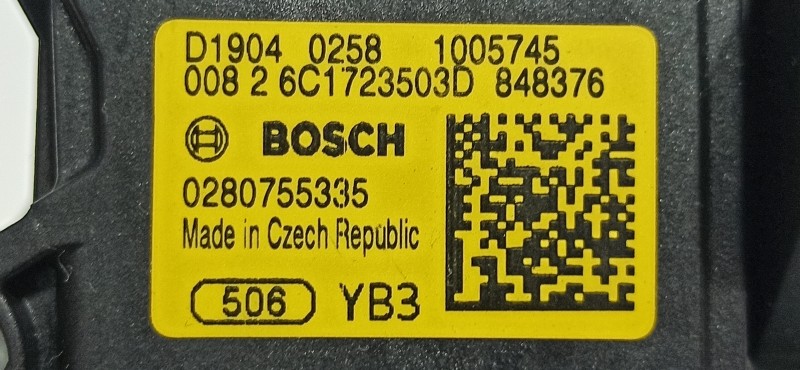 D1904 0258 1005745
008 2 6C1723503D 848376
BOSCH
0280755335
Made in Czech Republic
506 YB3